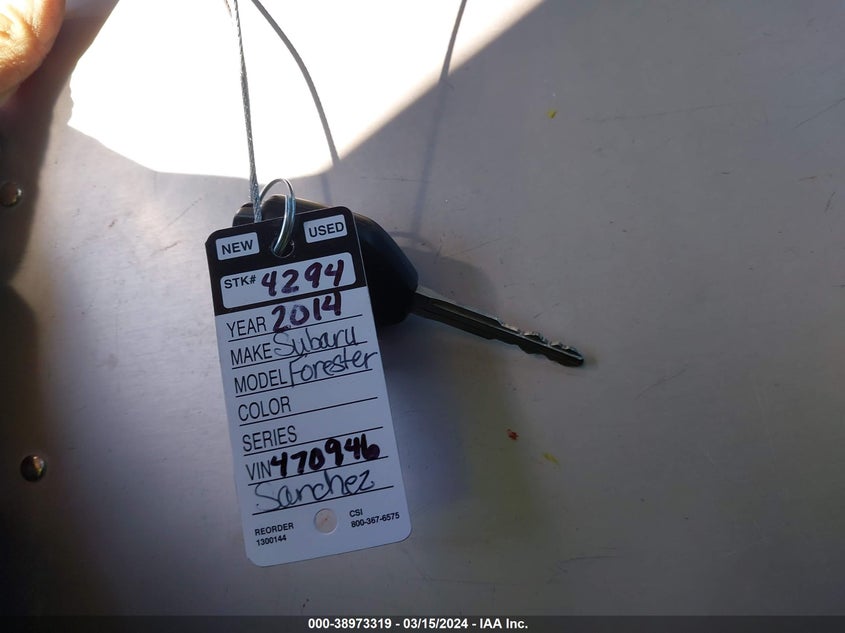 NEW USED
STK# 4294
YEAR 2014
MAKE Subaru
MODEL Forester
COLOR
SERIES
VIN 470946
Sanchez
REORDER
1300144
CSI
800-367-6575
000-38973319 - 03/15/2024 - IAA Inc.